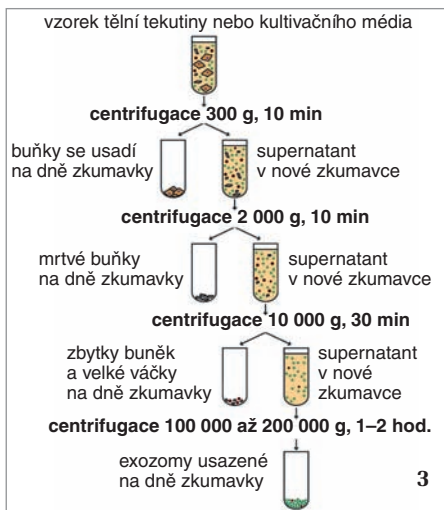 vzorek tělní tekutiny nebo kultivačního média
centrifugace 300 g, 10 min
buňky se usadí
na dně zkumavky
supernatant
v nové zkumavce
centrifugace 2 000 g, 10 min
mrtvé buňky
na dně zkumavky
supernatant
v nové zkumavce
centrifugace 10 000 g, 30 min
zbytky buněk
a velké váčky
na dně zkumavky
supernatant
v nové
zkumavce
centrifugace 100 000 až 200 000 g, 1–2 hod.
exozomy usazené
na dně zkumavky
3